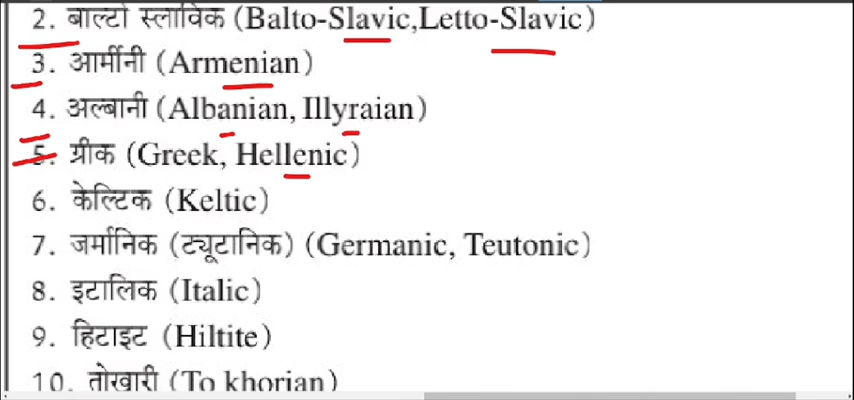 2. बाल्टो स्लाविक (Balto-Slavic,Letto-Slavic)
3. आर्मीनी (Armenian)
4. अल्बानी (Albanian, Illyraian)
5. ग्रीक (Greek, Hellenic)
6. केल्टिक (Keltic)
7. जर्मानिक (ट्यूटानिक) (Germanic, Teutonic)
8. इटालिक (Italic)
9. हिटाइट (Hiltite)
10. तोखारी (To khorian)